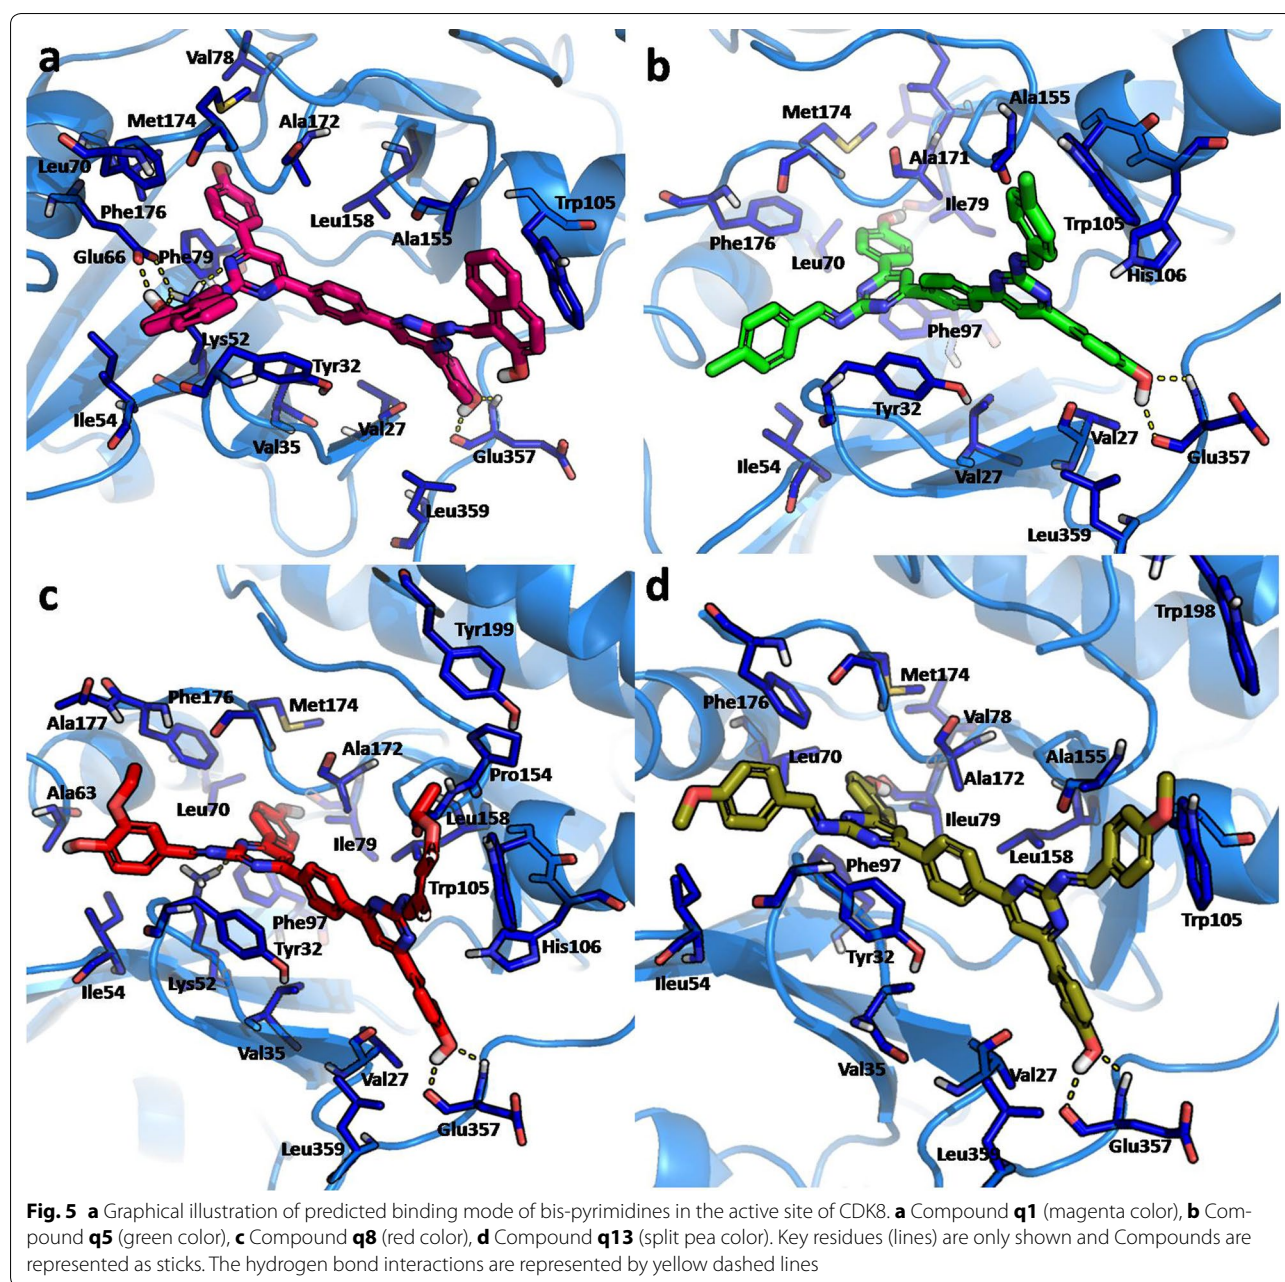 a
Val78
Met174
Ala172
Leu70
Phe176
Leu158
Trp105
Ala155
Glu66
Phe79
Lys52
Tyr32
Ile54
Val35
Val27
Glu357
Leu359
b
Ala155
Met174
Ala171
Ile79
Trp105
Phe176
Leu70
His106
Phe97
Tyr32
Val27
Ile54
Val27
Glu357
Leu359
c
Tyr199
Phe176
Met174
Ala177
Ala172
Pro154
Ala63
Leu70
Leu158
Ile79
Trp105
Phe97
His106
Tyr32
Ile54
Lys52
Val35
Val27
Glu357
Leu359
d
Trp198
Met174
Phe176
Val78
Leu70
Ala155
Ala172
Ileu79
Leu158
Phe97
Trp105
Tyr32
Ileu54
Val35
Val27
Glu357
Leu359
Fig. 5 a Graphical illustration of predicted binding mode of bis-pyrimidines in the active site of CDK8. a Compound q1 (magenta color), b Com-
pound q5 (green color), c Compound q8 (red color), d Compound q13 (split pea color). Key residues (lines) are only shown and Compounds are
represented as sticks. The hydrogen bond interactions are represented by yellow dashed lines